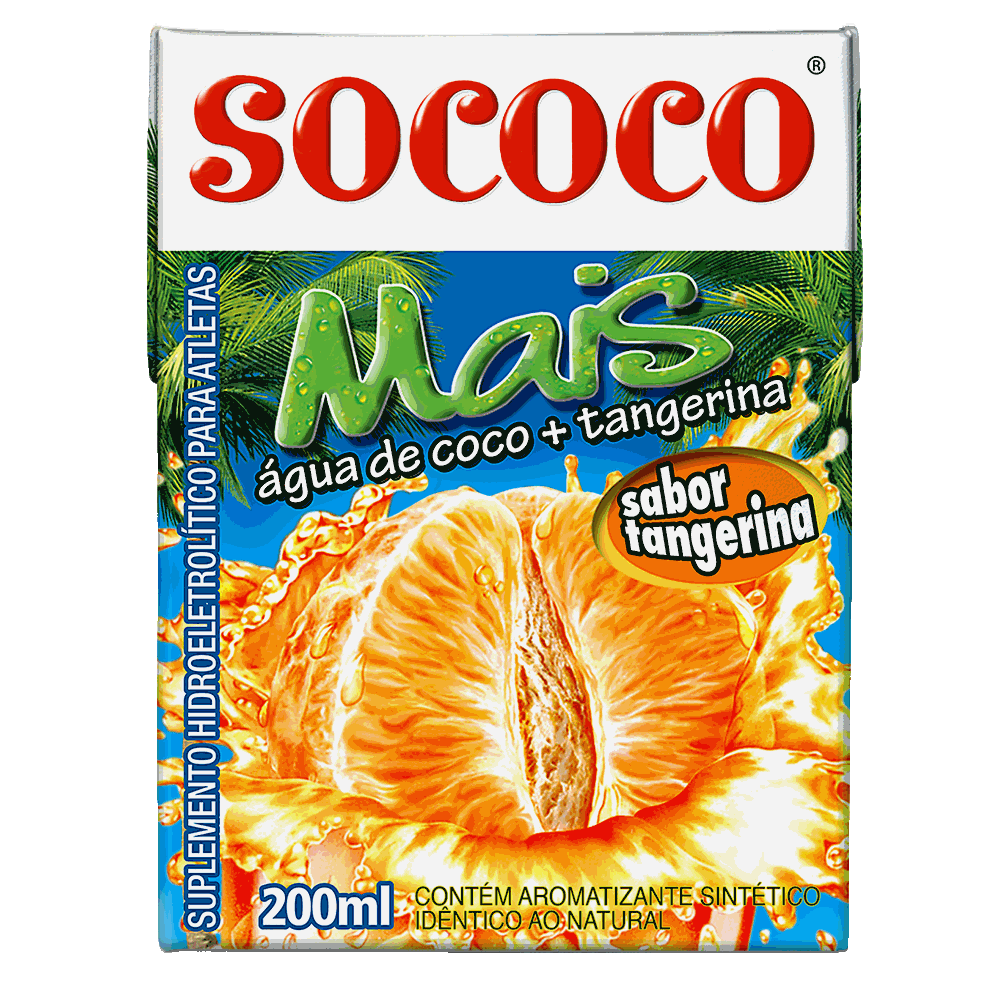 SOCOCO®
Mais
água de coco + tangerina
sabor
tangerina
SUPLEMENTO HIDROELETROLÍTICO PARA ATLETAS
200ml
CONTÉM AROMATIZANTE SINTÉTICO
IDÊNTICO AO NATURAL